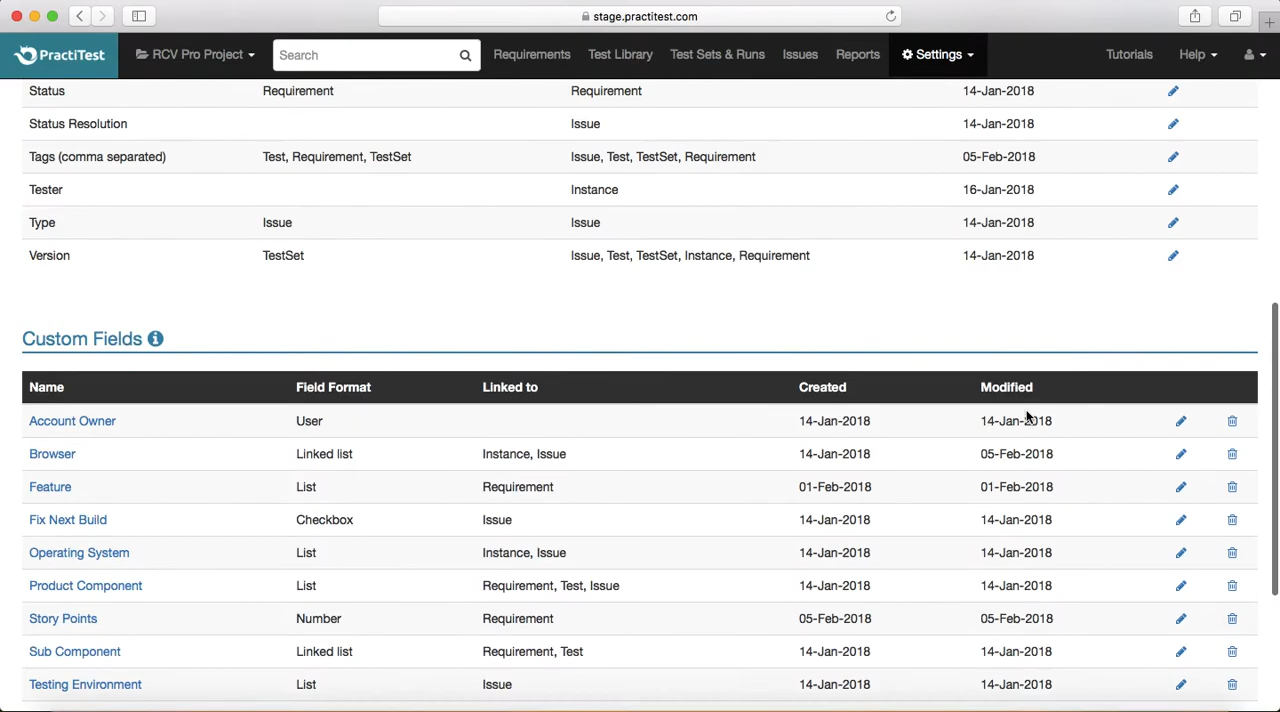 stage.practitest.com
PractiTest RCV Pro Project Search Requirements Test Library Test Sets & Runs Issues Reports Settings Tutorials Help
Status Requirement Requirement 14-Jan-2018
Status Resolution Issue 14-Jan-2018
Tags (comma separated) Test, Requirement, TestSet Issue, Test, TestSet, Requirement 05-Feb-2018
Tester Instance 16-Jan-2018
Type Issue Issue 14-Jan-2018
Version TestSet Issue, Test, TestSet, Instance, Requirement 14-Jan-2018
Custom Fields
Name Field Format Linked to Created Modified
Account Owner User 14-Jan-2018 14-Jan-2018
Browser Linked list Instance, Issue 14-Jan-2018 05-Feb-2018
Feature List Requirement 01-Feb-2018 01-Feb-2018
Fix Next Build Checkbox Issue 14-Jan-2018 14-Jan-2018
Operating System List Instance, Issue 14-Jan-2018 14-Jan-2018
Product Component List Requirement, Test, Issue 14-Jan-2018 14-Jan-2018
Story Points Number Requirement 05-Feb-2018 05-Feb-2018
Sub Component Linked list Requirement, Test 14-Jan-2018 14-Jan-2018
Testing Environment List Issue 14-Jan-2018 14-Jan-2018